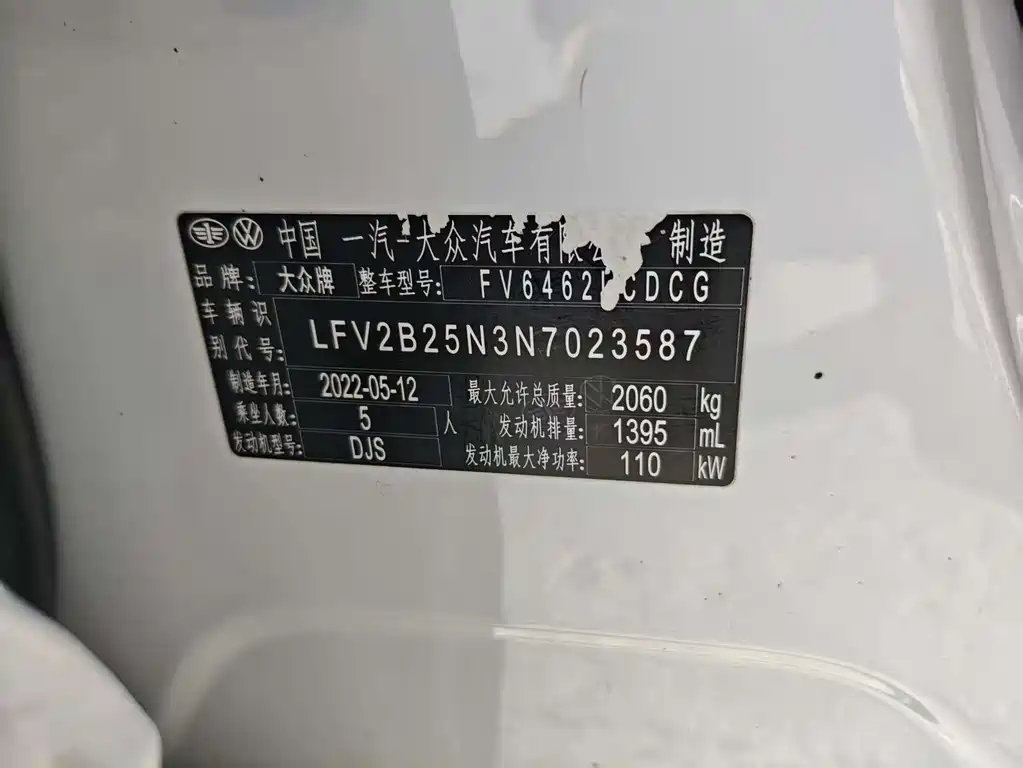 中国 一汽-大众汽车有限 制造
品牌: 大众牌 整车型号: FV6462 CDCG
车辆识别代号: LFV2B25N3N7023587
制造年月: 2022-05-12 最大允许总质量: 2060 kg
乘坐人数: 5 人 发动机排量: 1395 mL
发动机型号: DJS 发动机最大净功率: 110 kW